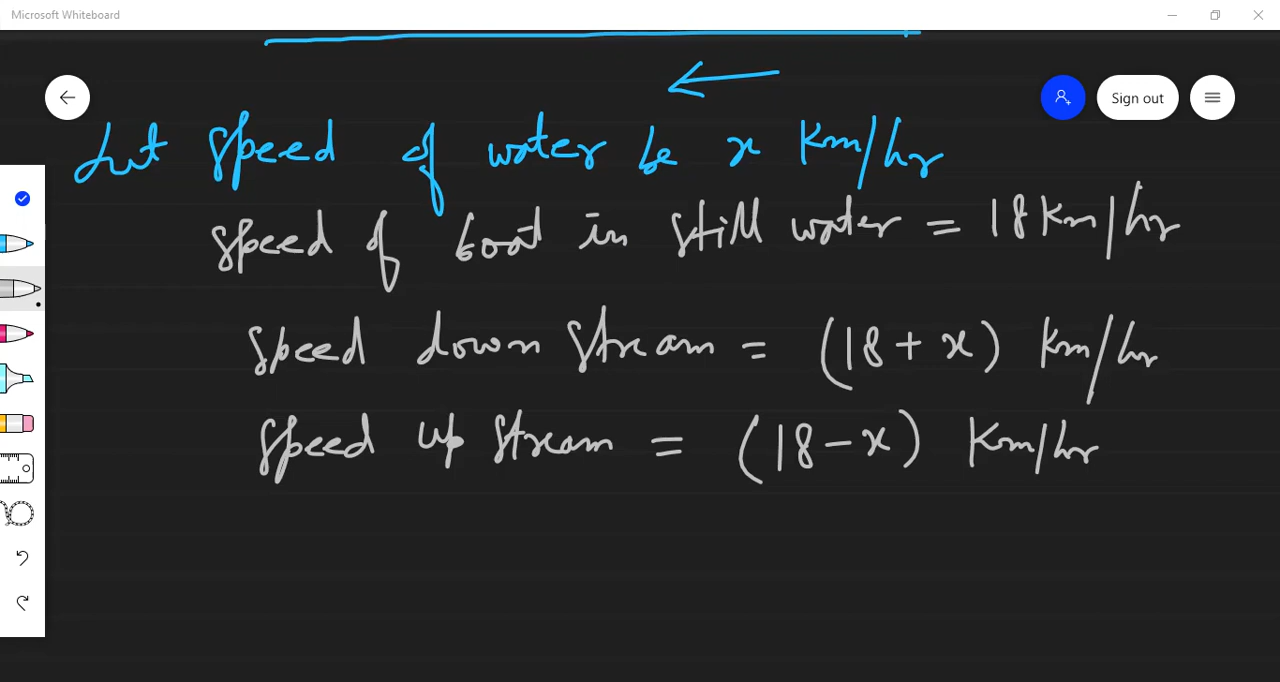 Microsoft Whiteboard
Sign out
Let speed of water be x Km/hr
speed of boat in still water = 18 Km/hr
speed down stream = (18 + x) Km/hr
speed up stream = (18 - x) Km/hr